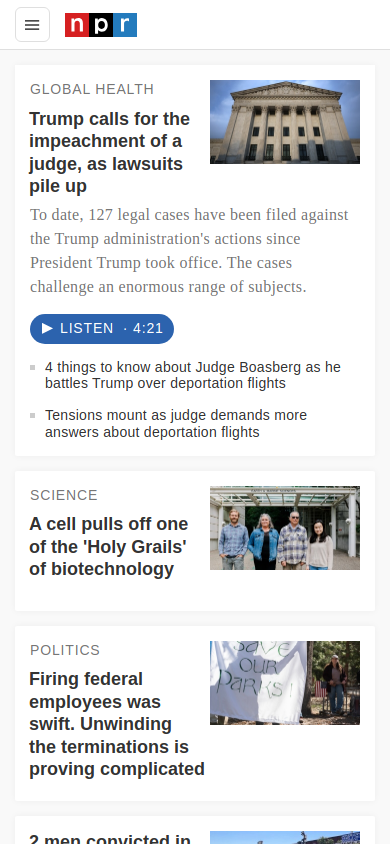 npr
GLOBAL HEALTH
Trump calls for the
impeachment of a
judge, as lawsuits
pile up
To date, 127 legal cases have been filed against
the Trump administration's actions since
President Trump took office. The cases
challenge an enormous range of subjects.
LISTEN · 4:21
4 things to know about Judge Boasberg as he
battles Trump over deportation flights
Tensions mount as judge demands more
answers about deportation flights
SCIENCE
A cell pulls off one
of the 'Holy Grails'
of biotechnology
POLITICS
Firing federal
employees was
swift. Unwinding
the terminations is
proving complicated
SAVE
OUR
PARKS!
2 men convicted in